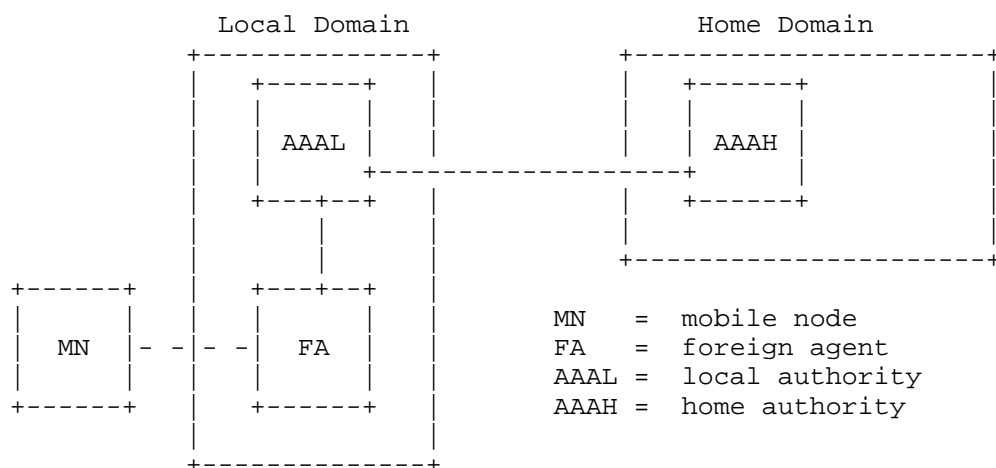 Local Domain Home Domain
AAAL AAAH
MN = mobile node
MN FA FA = foreign agent
AAAL = local authority
AAAH = home authority